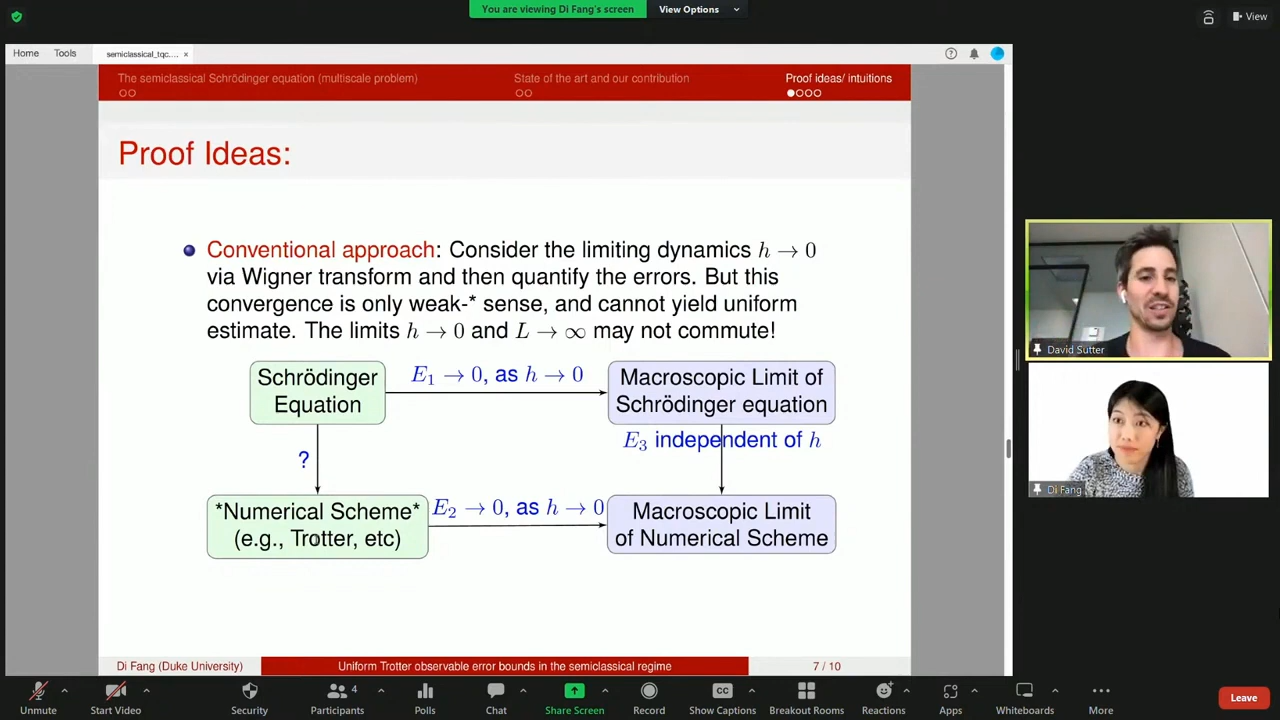 You are viewing Di Fang's screen
View Options
View
Home
Tools
semiclassical_tqc....
The semiclassical Schrödinger equation (multiscale problem)
State of the art and our contribution
Proof ideas/ intuitions
Proof Ideas:
Conventional approach: Consider the limiting dynamics h → 0
via Wigner transform and then quantify the errors. But this
convergence is only weak-* sense, and cannot yield uniform
estimate. The limits h → 0 and L → ∞ may not commute!
Schrödinger
Equation
E₁ → 0, as h → 0
Macroscopic Limit of
Schrödinger equation
?
E₃ independent of h
*Numerical Scheme*
(e.g., Trotter, etc)
E₂ → 0, as h → 0
Macroscopic Limit
of Numerical Scheme
Di Fang (Duke University)
Uniform Trotter observable error bounds in the semiclassical regime
7 / 10
David Sutter
Di Fang
Unmute
Start Video
Security
4
Participants
Polls
Chat
Share Screen
Record
CC
Show Captions
Breakout Rooms
Reactions
Apps
Whiteboards
More
Leave